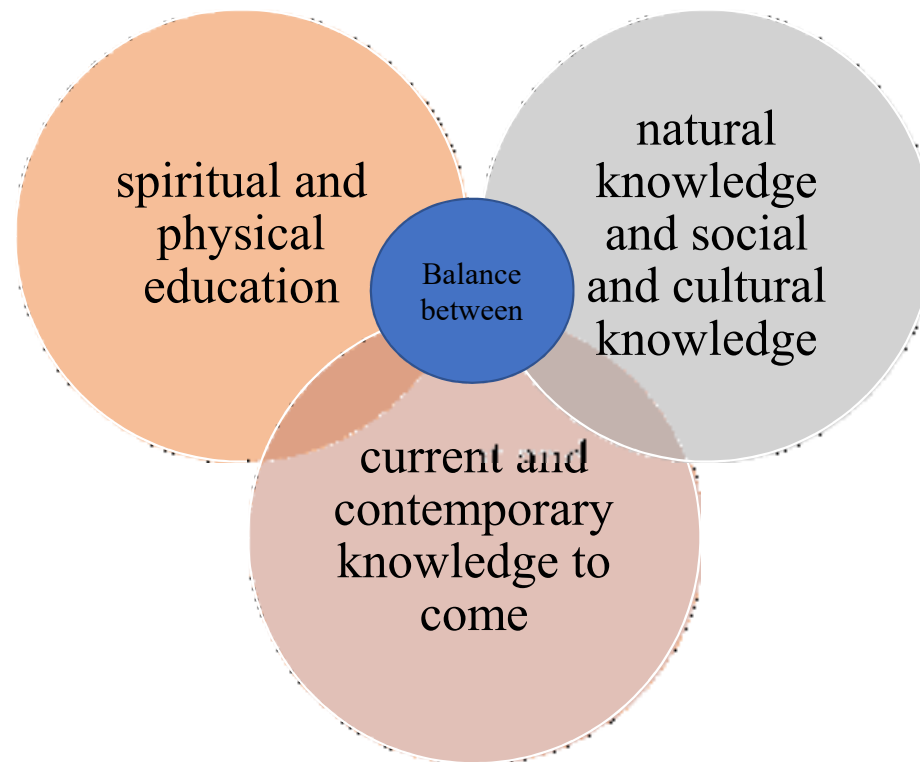 spiritual and
physical
education
natural
knowledge
and social
and cultural
knowledge
Balance
between
current and
contemporary
knowledge to
come